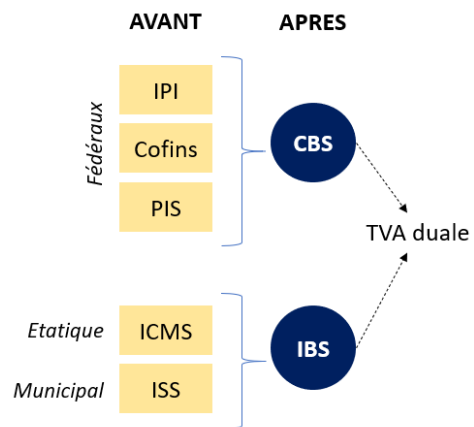 AVANT
APRES
Fédéraux
IPI
Cofins
PIS
CBS
TVA duale
Etatique
ICMS
Municipal
ISS
IBS